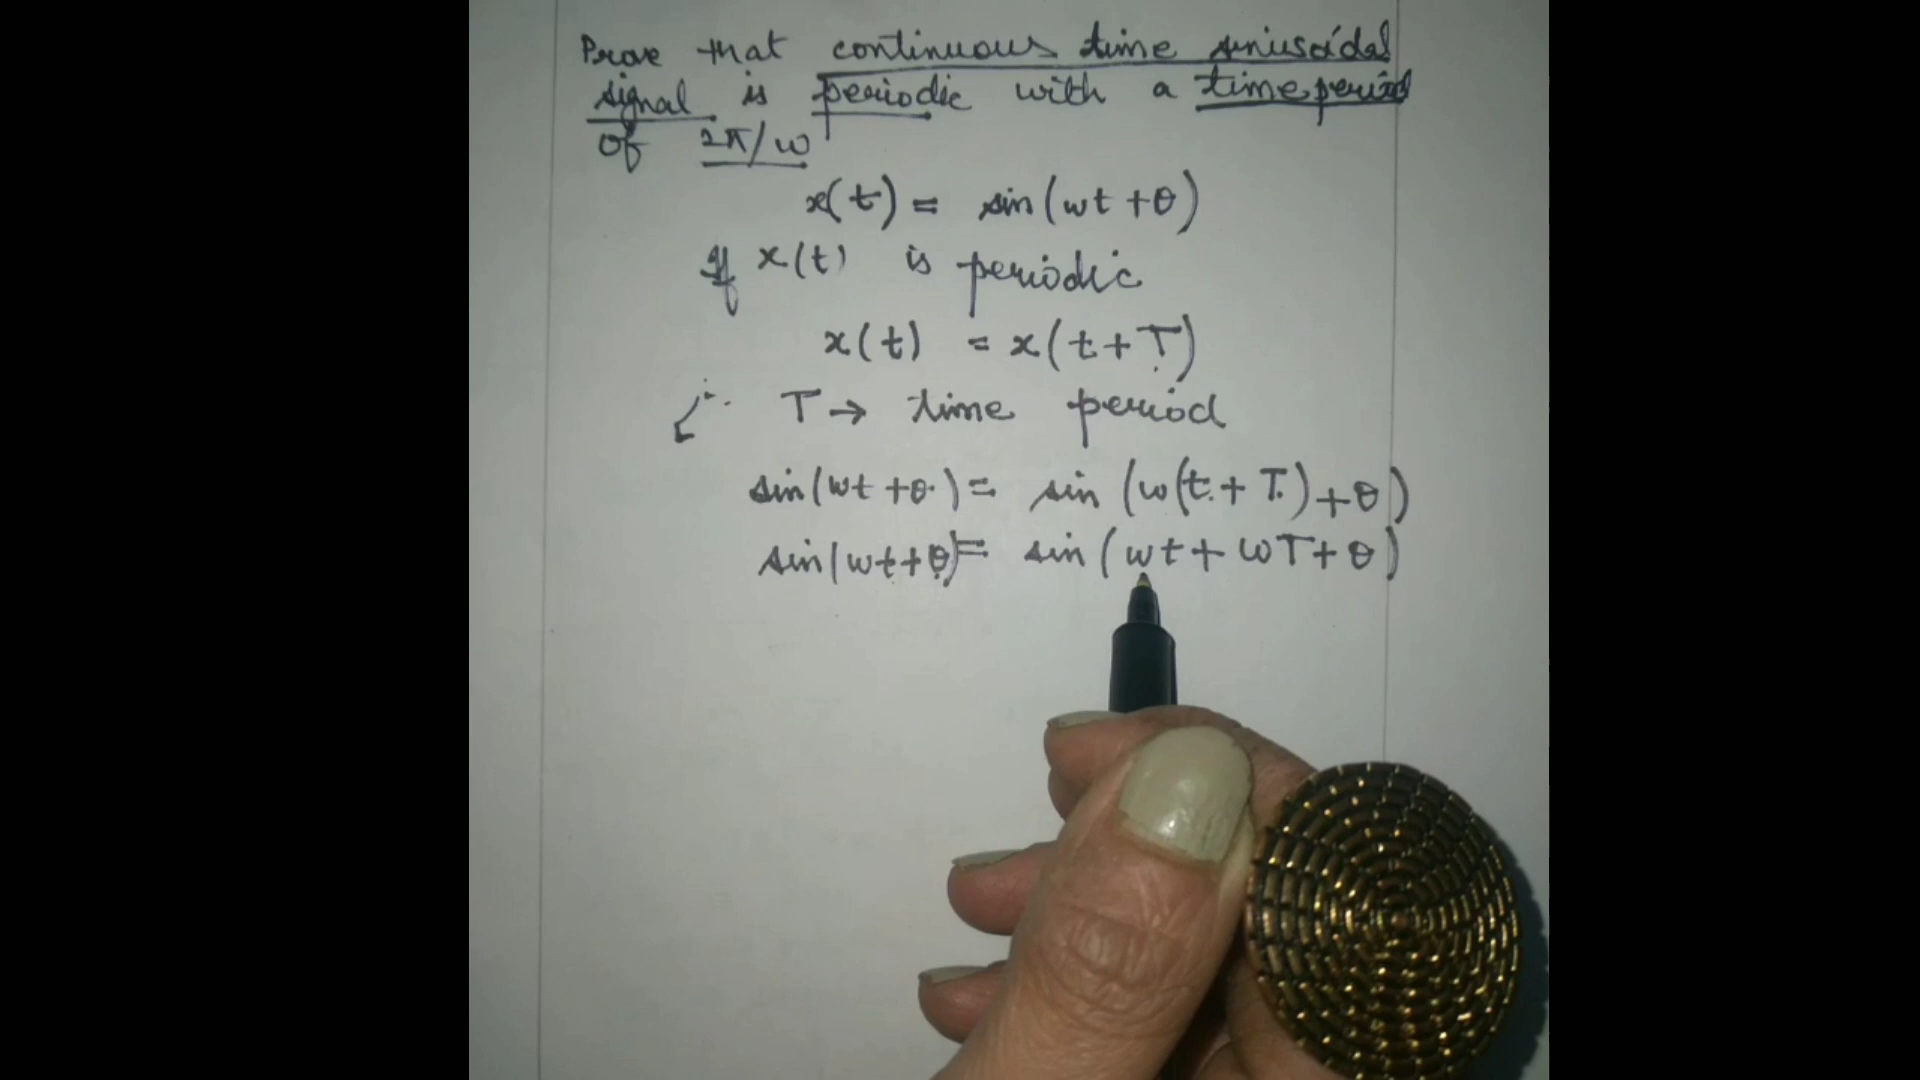 Prove that continuous time sinusoidal
signal is periodic with a time period
of 2π/ω
x(t) = sin(ωt + θ)
If x(t) is periodic
x(t) = x(t + T)
∴ T → time period
sin(ωt + θ) = sin(ω(t + T) + θ)
sin(ωt + θ) = sin(ωt + ωT + θ)